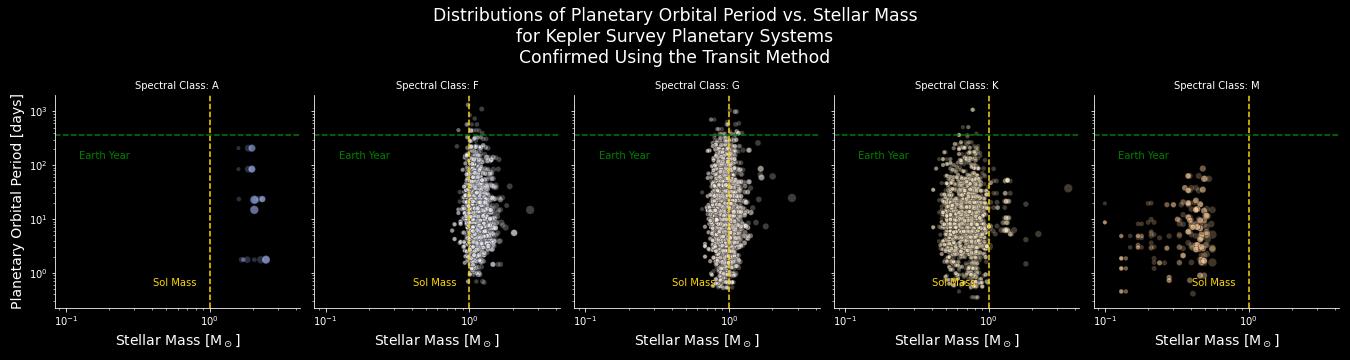 Distributions of Planetary Orbital Period vs. Stellar Mass
for Kepler Survey Planetary Systems
Confirmed Using the Transit Method
Spectral Class: A
Spectral Class: F
Spectral Class: G
Spectral Class: K
Spectral Class: M
Planetary Orbital Period [days]
10³
10²
10¹
10⁰
Earth Year
Earth Year
Earth Year
Earth Year
Earth Year
Sol Mass
Sol Mass
Sol Mass
Sol Mass
Sol Mass
10⁻¹ 10⁰
10⁻¹ 10⁰
10⁻¹ 10⁰
10⁻¹ 10⁰
10⁻¹ 10⁰
Stellar Mass [M⊙]
Stellar Mass [M⊙]
Stellar Mass [M⊙]
Stellar Mass [M⊙]
Stellar Mass [M⊙]